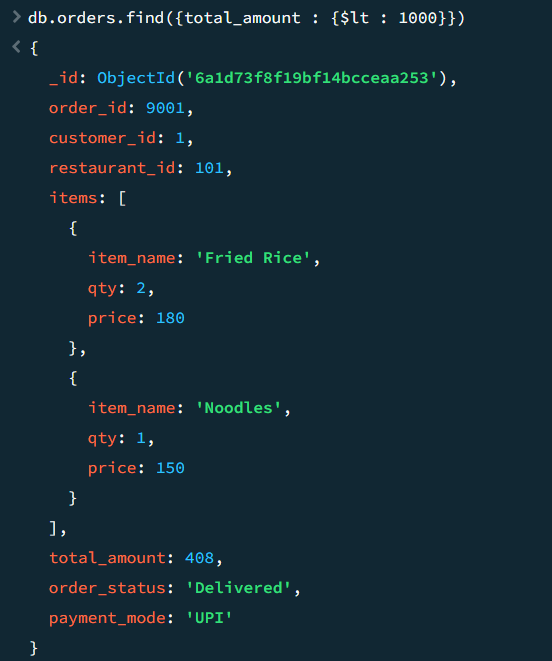 > db.orders.find({total_amount : {$lt : 1000}})
< {
_id: ObjectId('6a1d73f8f19bf14bcceaa253'),
order_id: 9001,
customer_id: 1,
restaurant_id: 101,
items: [
{
item_name: 'Fried Rice',
qty: 2,
price: 180
},
{
item_name: 'Noodles',
qty: 1,
price: 150
}
],
total_amount: 408,
order_status: 'Delivered',
payment_mode: 'UPI'
}